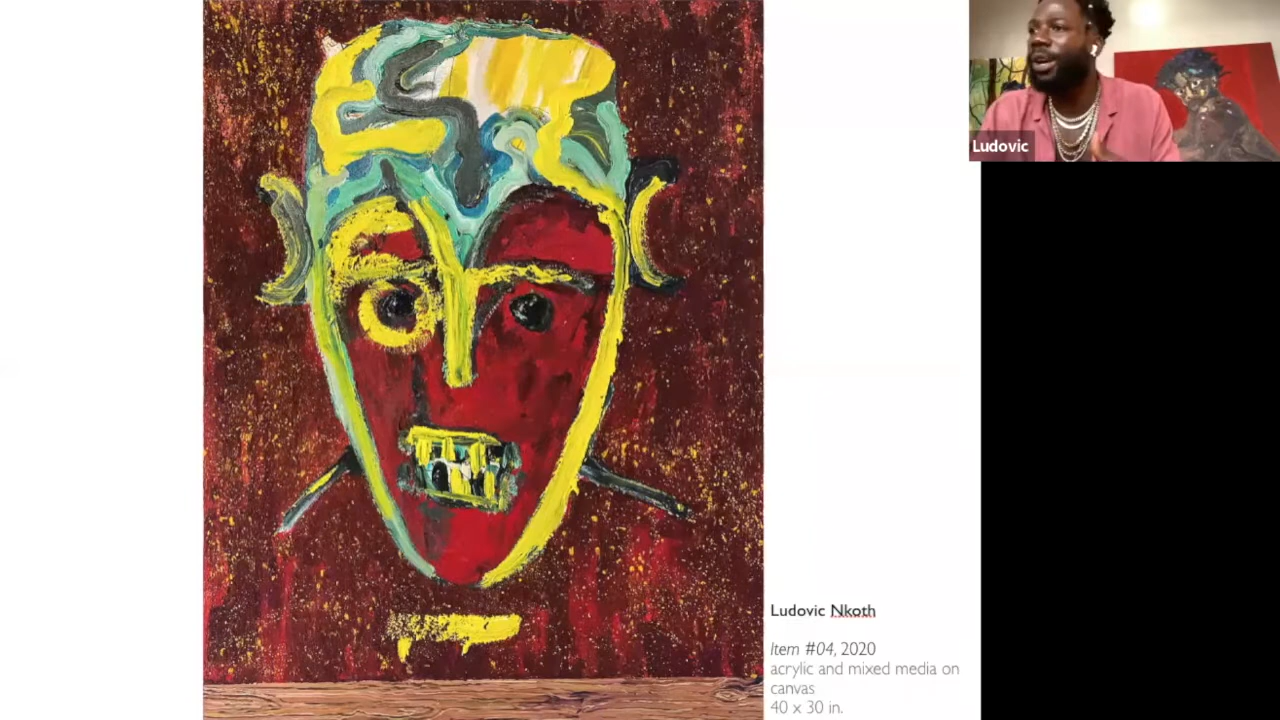 Ludovic
Ludovic Nkoth
Item #04, 2020
acrylic and mixed media on
canvas
40 x 30 in.